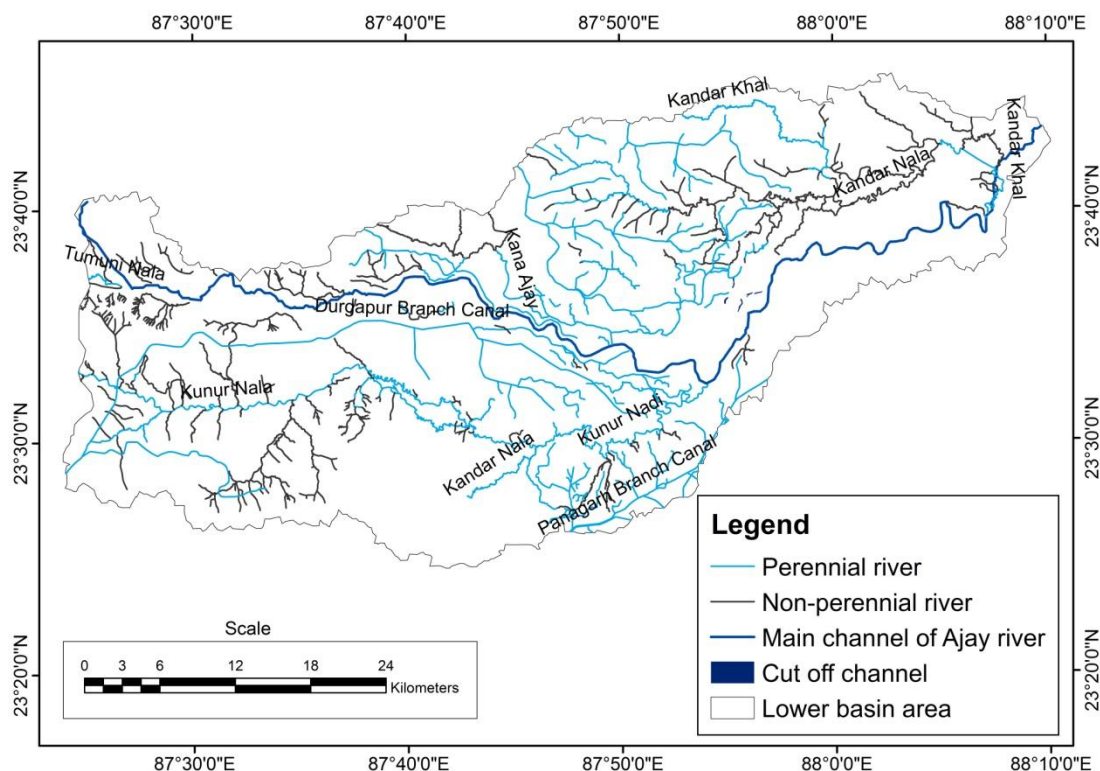 87°30'0"E 87°40'0"E 87°50'0"E 88°0'0"E 88°10'0"E
23°40'0"N
23°30'0"N
23°20'0"N
Kandar Khal
Kandar Khal
Kandar Nala
Tumuni Nala
Kana Ajay
Durgapur Branch Canal
Kunur Nala
Kunur Nadi
Kandar Nala
Panagarh Branch Canal
23°40'0"N
23°30'0"N
23°20'0"N
Legend
Perennial river
Non-perennial river
Main channel of Ajay river
Cut off channel
Lower basin area
Scale
0 3 6 12 18 24
Kilometers
87°30'0"E 87°40'0"E 87°50'0"E 88°0'0"E 88°10'0"E